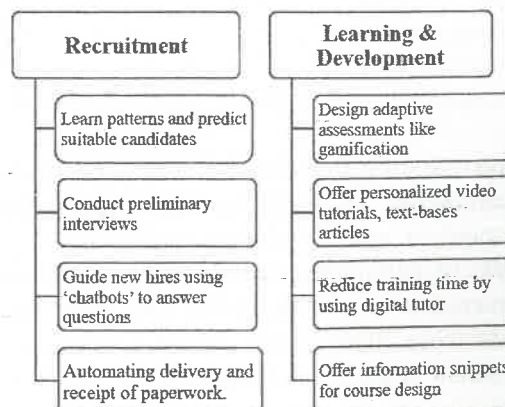 Recruitment
Learn patterns and predict
suitable candidates
Conduct preliminary
interviews
Guide new hires using
‘chatbots’ to answer
questions
Automating delivery and
receipt of paperwork.
Learning &
Development
Design adaptive
assessments like
gamification
Offer personalized video
tutorials, text-bases
articles
Reduce training time by
using digital tutor
Offer information snippets
for course design